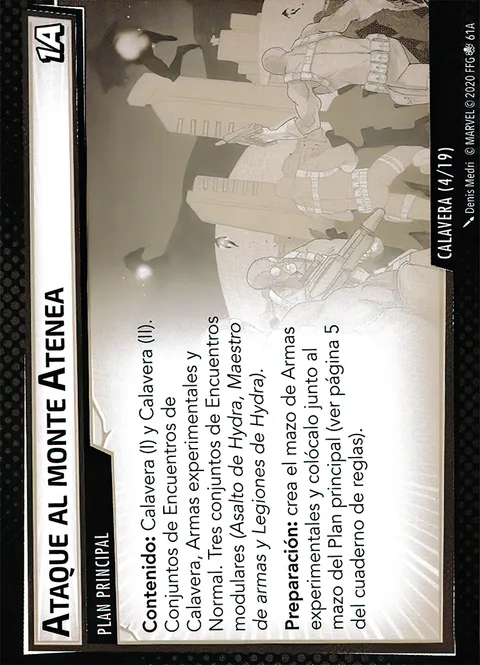 ATAQUE AL MONTE ATENEA
1A
PLAN PRINCIPAL
Contenido: Calavera (I) y Calavera (II).
Conjuntos de Encuentros de
Calavera, Armas experimentales y
Normal. Tres conjuntos de Encuentros
modulares (Asalto de Hydra, Maestro
de armas y Legiones de Hydra).
Preparación: crea el mazo de Armas
experimentales y colócalo junto al
mazo del Plan principal (ver página 5
del cuaderno de reglas).
CALAVERA (4/19)
Denis Medri © MARVEL © 2020 FFG 61A